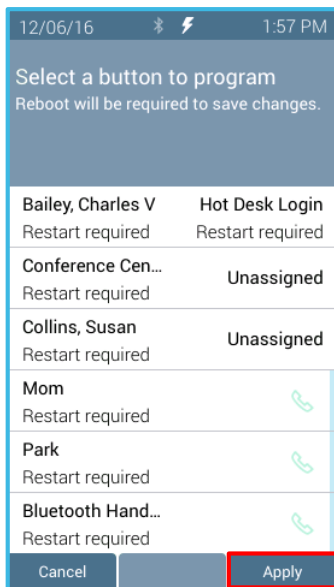 12/06/16 1:57 PM
Select a button to program
Reboot will be required to save changes.
Bailey, Charles V Hot Desk Login
Restart required Restart required
Conference Cen...
Restart required
Unassigned
Collins, Susan
Restart required
Unassigned
Mom
Restart required
Park
Restart required
Bluetooth Hand...
Restart required
Cancel Apply